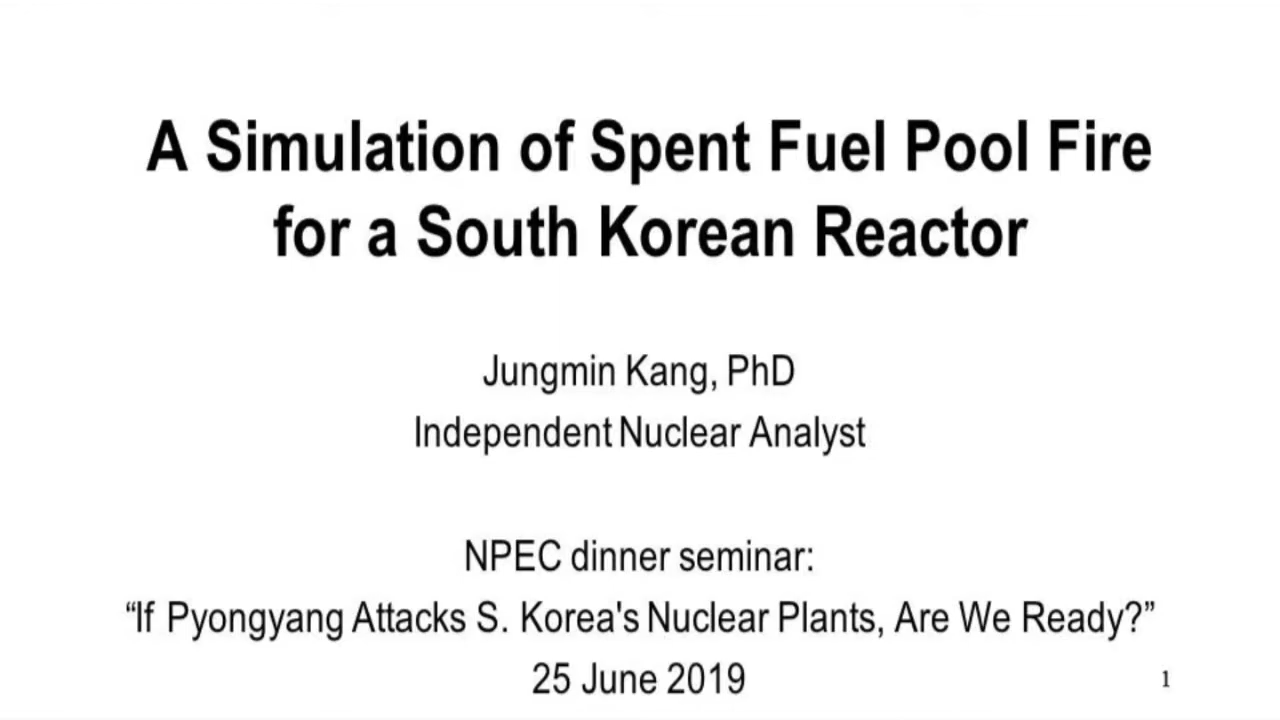 A Simulation of Spent Fuel Pool Fire
for a South Korean Reactor
Jungmin Kang, PhD
Independent Nuclear Analyst
NPEC dinner seminar:
“If Pyongyang Attacks S. Korea's Nuclear Plants, Are We Ready?”
25 June 2019
1